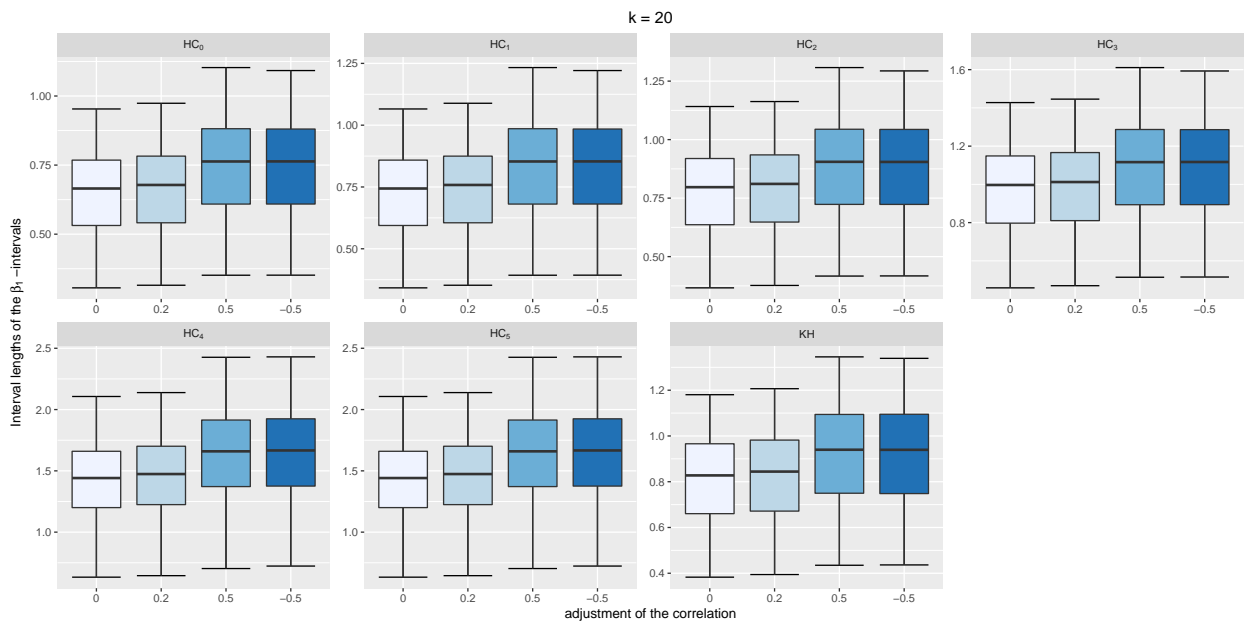 k = 20
HC₀
HC₁
HC₂
HC₃
1.00
0.75
0.50
1.25
1.00
0.75
0.50
1.25
1.00
0.75
0.50
1.6
1.2
0.8
0 0.2 0.5 −0.5
0 0.2 0.5 −0.5
0 0.2 0.5 −0.5
0 0.2 0.5 −0.5
Interval lengths of the β₁ −intervals
HC₄
HC₅
KH
2.5
2.0
1.5
1.0
2.5
2.0
1.5
1.0
1.2
1.0
0.8
0.6
0.4
0 0.2 0.5 −0.5
0 0.2 0.5 −0.5
0 0.2 0.5 −0.5
adjustment of the correlation